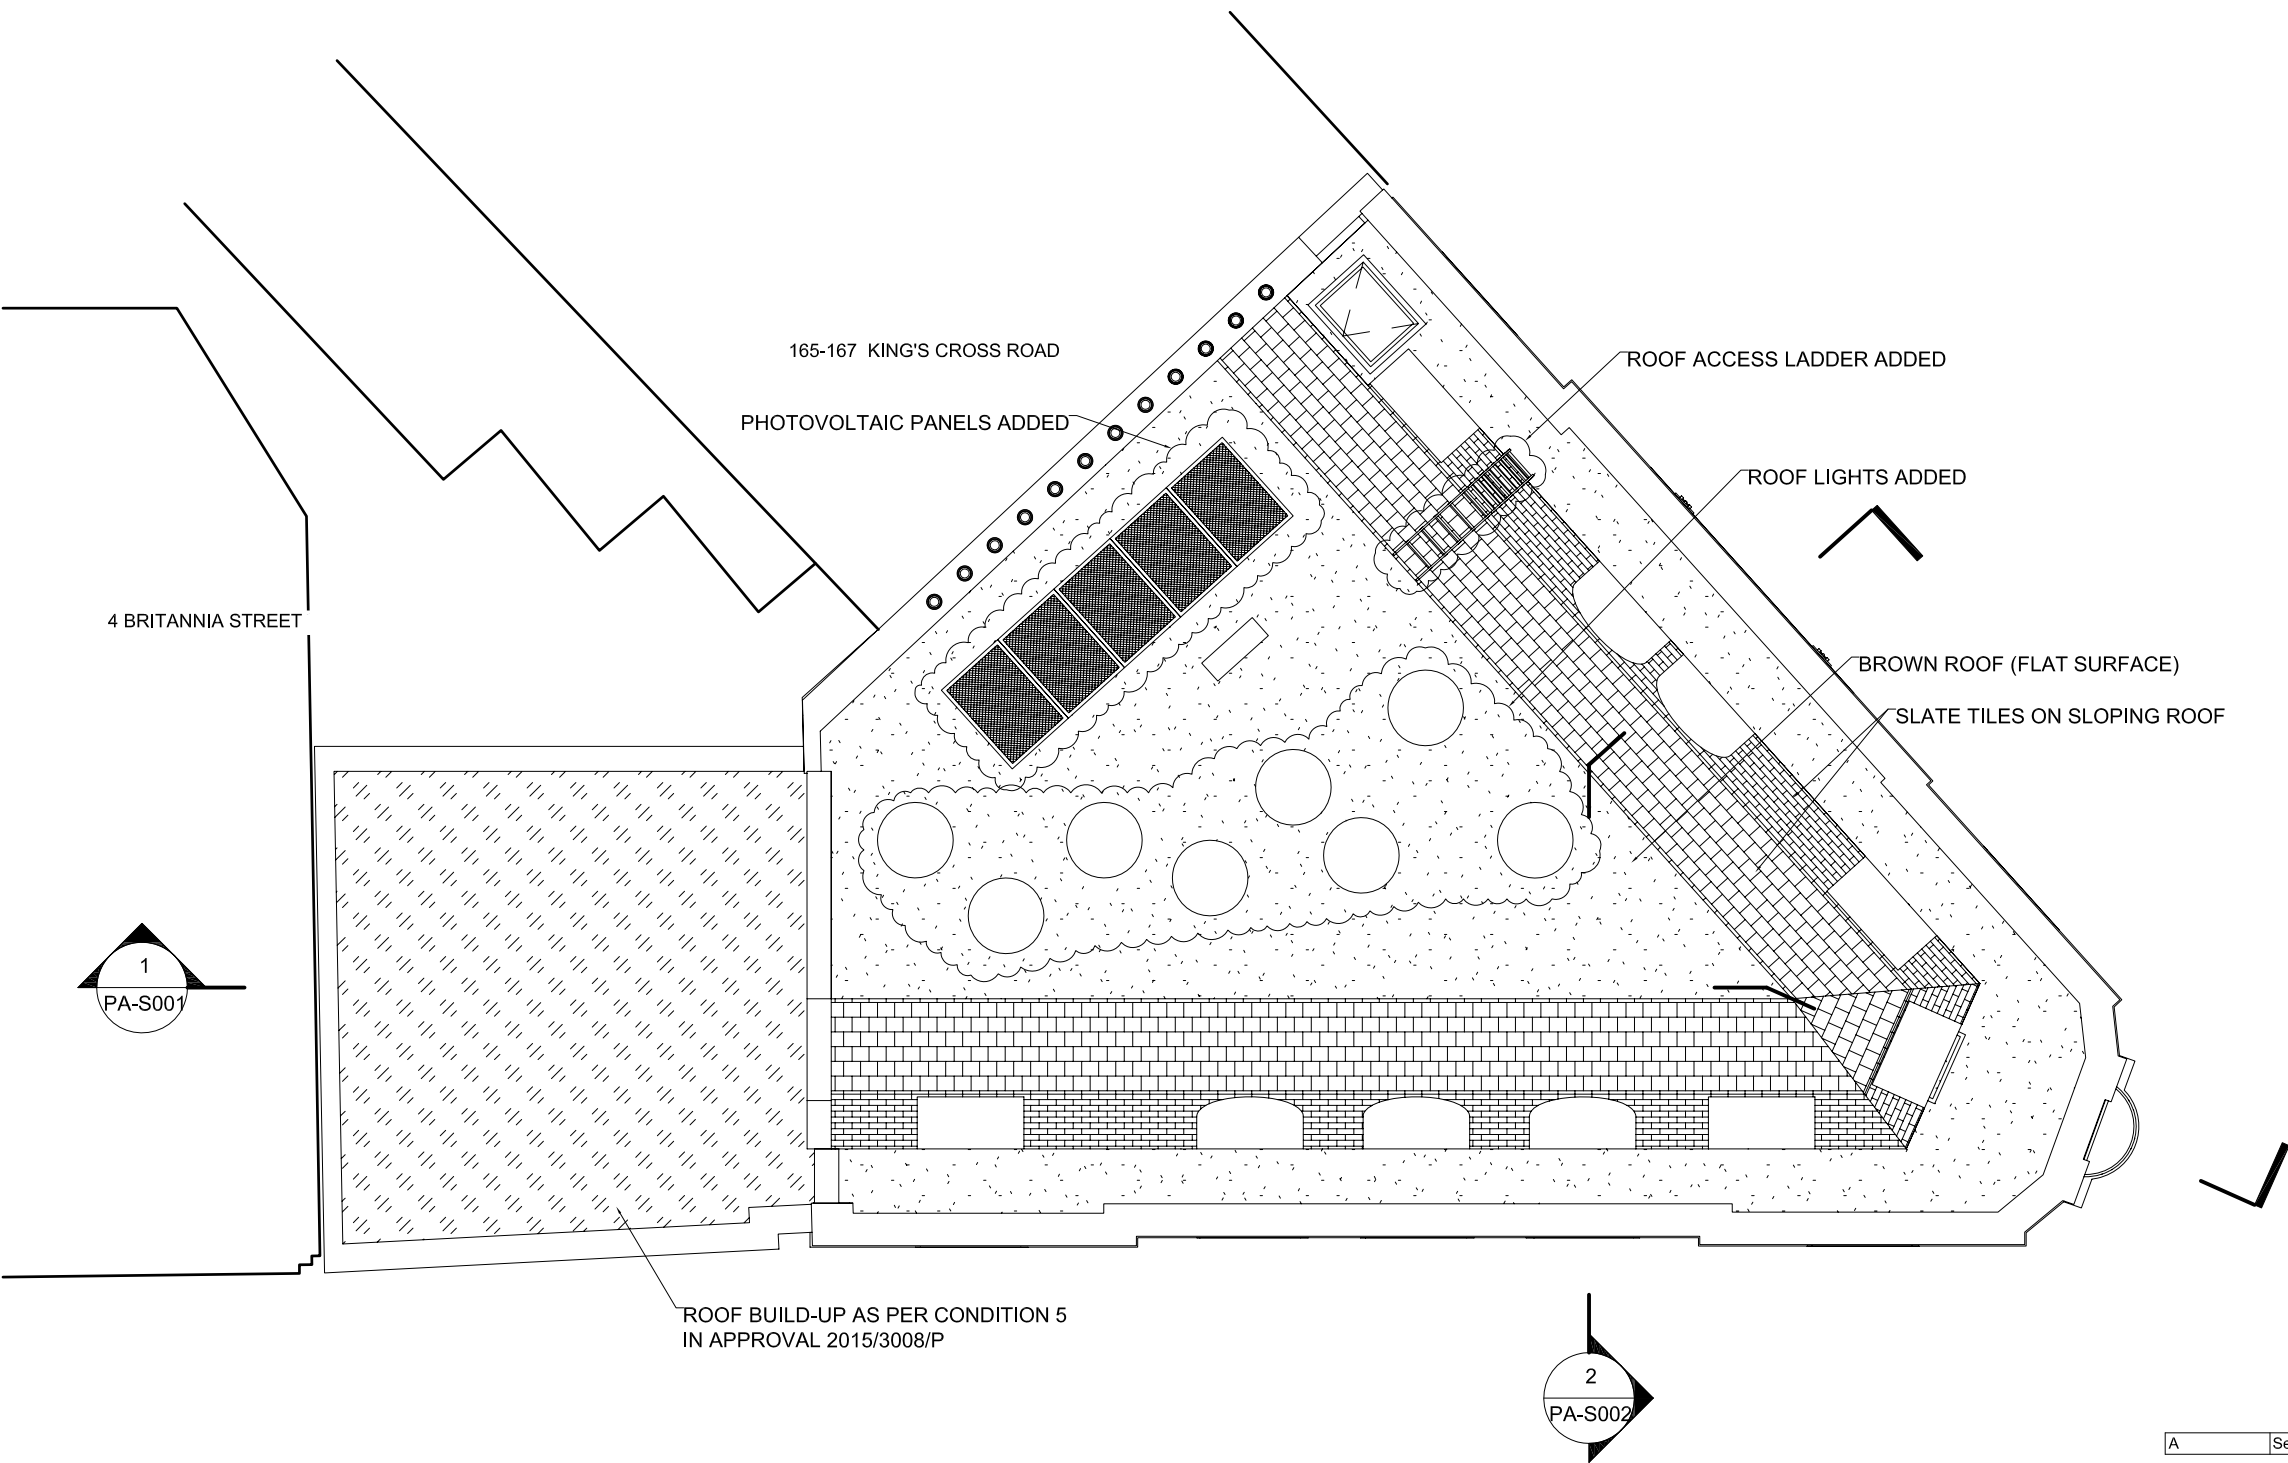 165-167 KING'S CROSS ROAD
ROOF ACCESS LADDER ADDED
PHOTOVOLTAIC PANELS ADDED
ROOF LIGHTS ADDED
4 BRITANNIA STREET
BROWN ROOF (FLAT SURFACE)
SLATE TILES ON SLOPING ROOF
1
PA-S001
ROOF BUILD-UP AS PER CONDITION 5
IN APPROVAL 2015/3008/P
2
PA-S002
A
Se